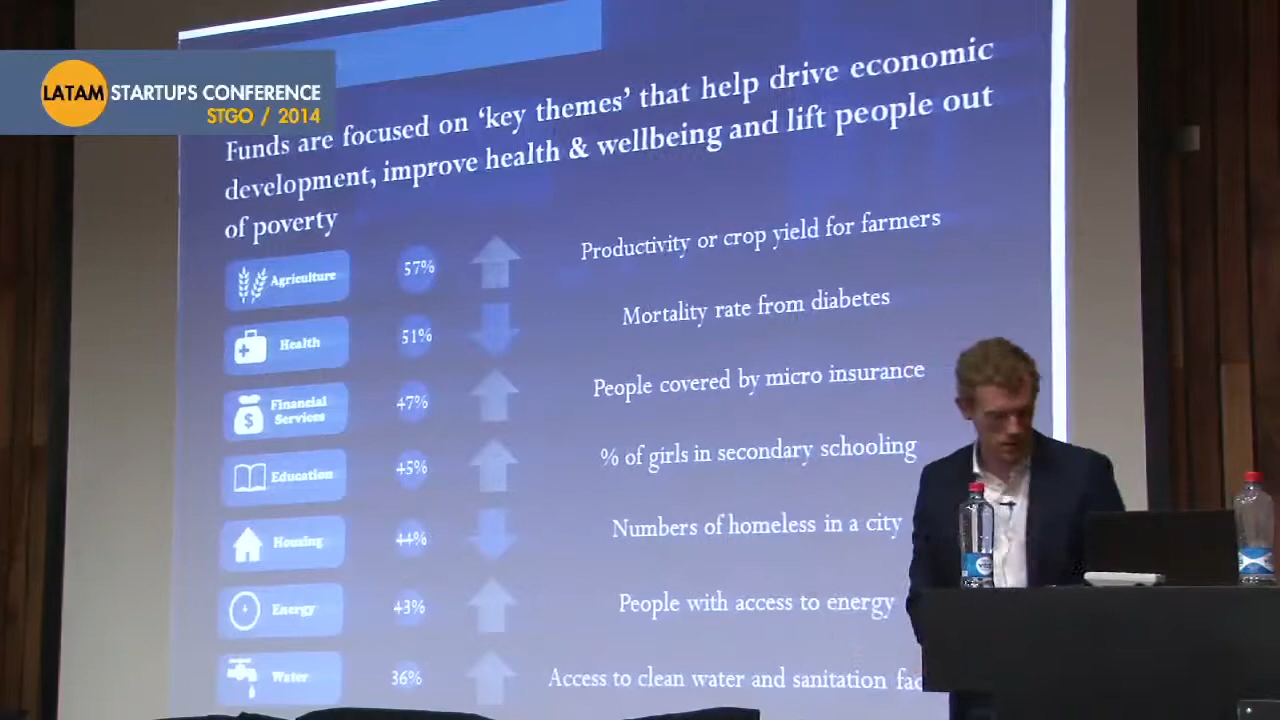 LATAM STARTUPS CONFERENCE
STGO / 2014
Funds are focused on ‘key themes’ that help drive economic
development, improve health & wellbeing and lift people out
of poverty
Agriculture 57% Productivity or crop yield for farmers
Health 51% Mortality rate from diabetes
Financial Services 47% People covered by micro insurance
Education 45% % of girls in secondary schooling
Housing 44% Numbers of homeless in a city
Energy 43% People with access to energy
Water 36% Access to clean water and sanitation